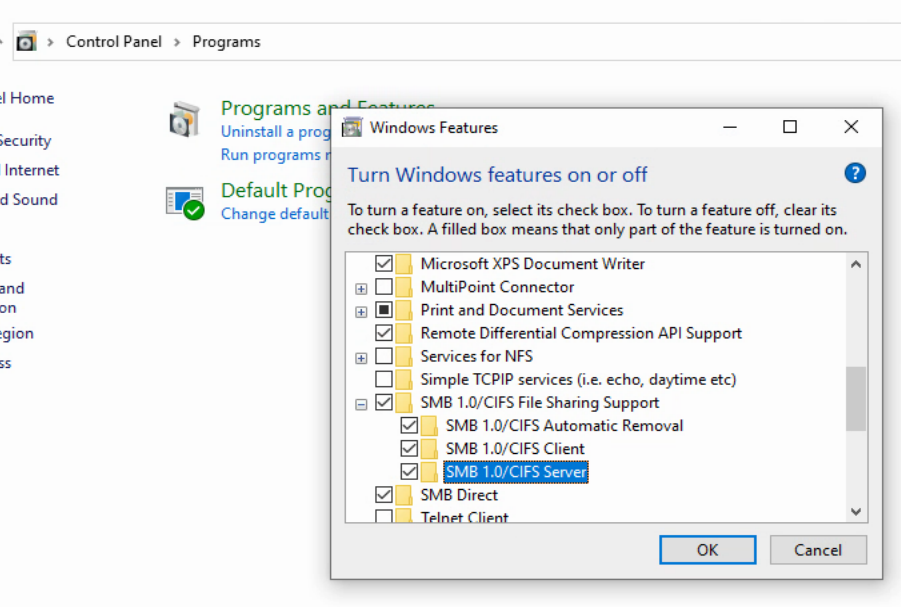 Control Panel > Programs
Home
Security
Internet
Sound
Programs and Features
Uninstall a prog
Run programs
Default Prog
Change default
and
Windows Features
Turn Windows features on or off
?
To turn a feature on, select its check box. To turn a feature off, clear its
check box. A filled box means that only part of the feature is turned on.
Microsoft XPS Document Writer
MultiPoint Connector
Print and Document Services
Remote Differential Compression API Support
Services for NFS
Simple TCPIP services (i.e. echo, daytime etc)
SMB 1.0/CIFS File Sharing Support
SMB 1.0/CIFS Automatic Removal
SMB 1.0/CIFS Client
SMB 1.0/CIFS Server
SMB Direct
Telnet Client
OK
Cancel